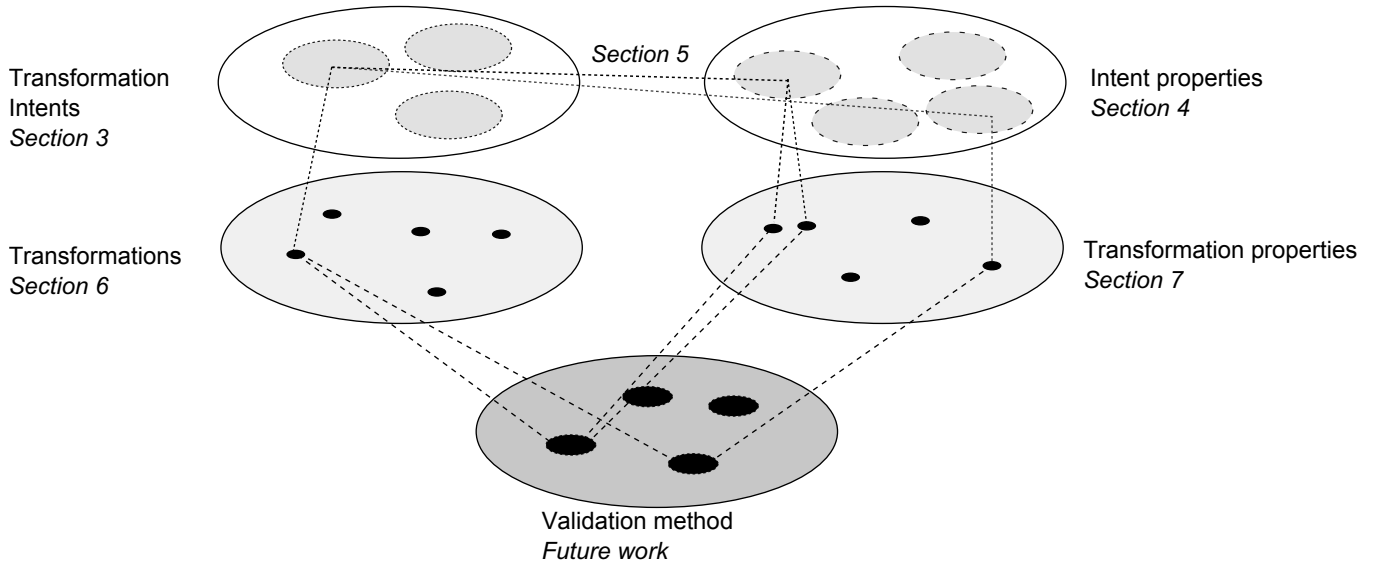 Section 5
Transformation
Intents
Section 3
Intent properties
Section 4
Transformations
Section 6
Transformation properties
Section 7
Validation method
Future work